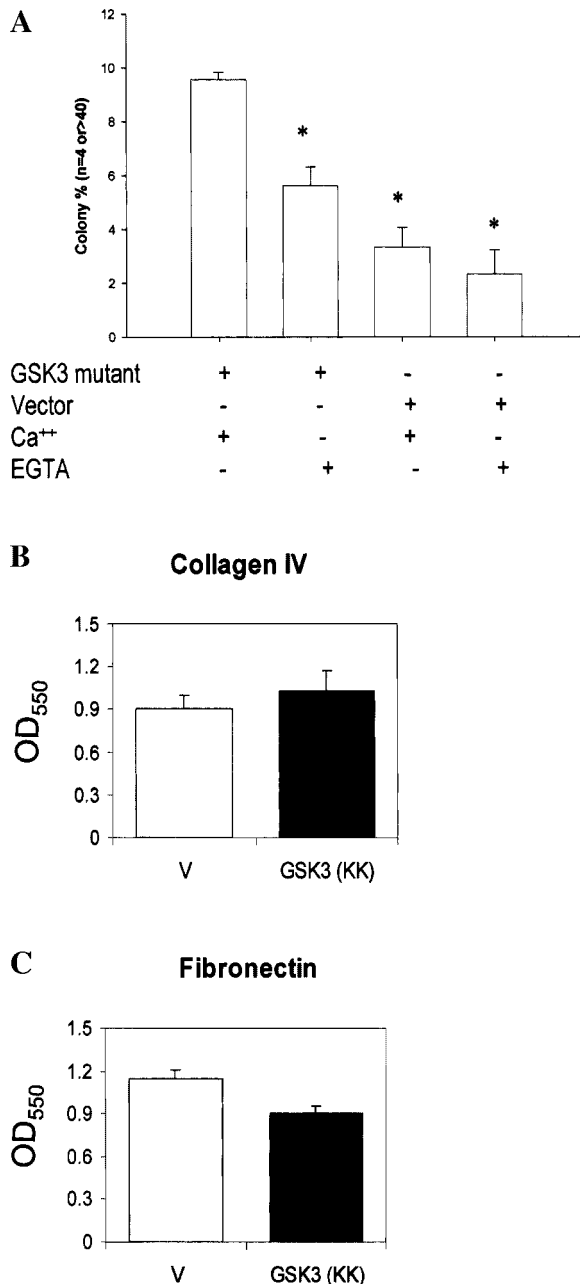 A
Colony % (n=4 or>40)
12
10
8
6
4
2
0
*
*
*
GSK3 mutant + + - -
Vector - - + +
Ca++ + - + -
EGTA - + - +
B
Collagen IV
OD550
1.5
1.2
0.9
0.6
0.3
0
V GSK3 (KK)
C
Fibronectin
OD550
1.5
1.2
0.9
0.6
0.3
0
V GSK3 (KK)